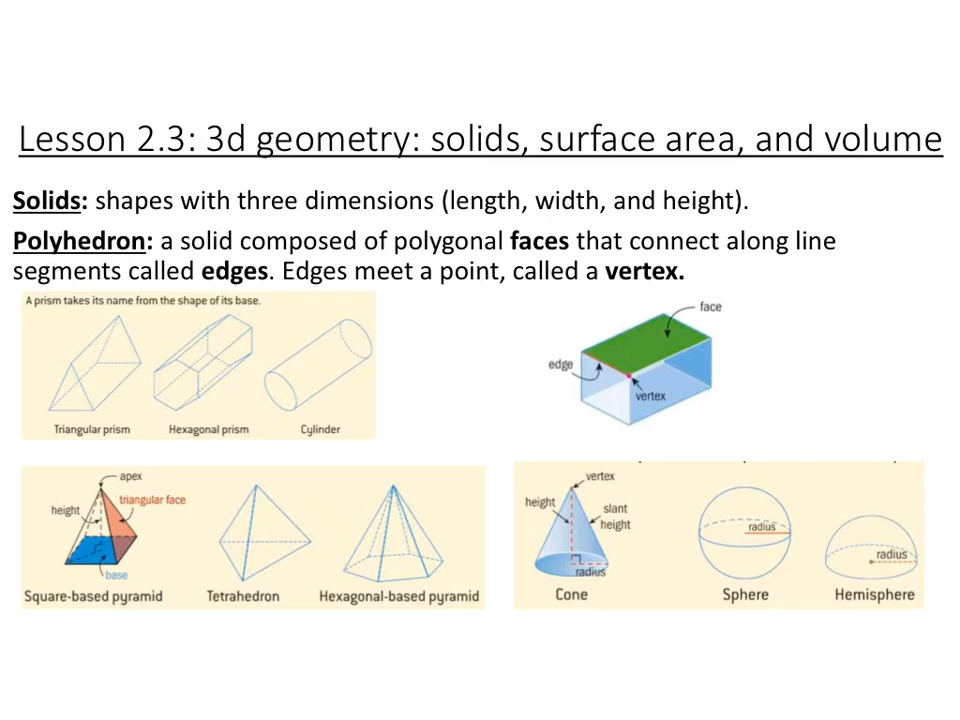 Lesson 2.3: 3d geometry: solids, surface area, and volume
Solids: shapes with three dimensions (length, width, and height).
Polyhedron: a solid composed of polygonal faces that connect along line
segments called edges. Edges meet a point, called a vertex.
A prism takes its name from the shape of its base.
Triangular prism
Hexagonal prism
Cylinder
face
edge
vertex
apex
triangular face
height
base
Square-based pyramid
Tetrahedron
Hexagonal-based pyramid
vertex
height
slant
height
radius
Cone
radius
Sphere
radius
Hemisphere